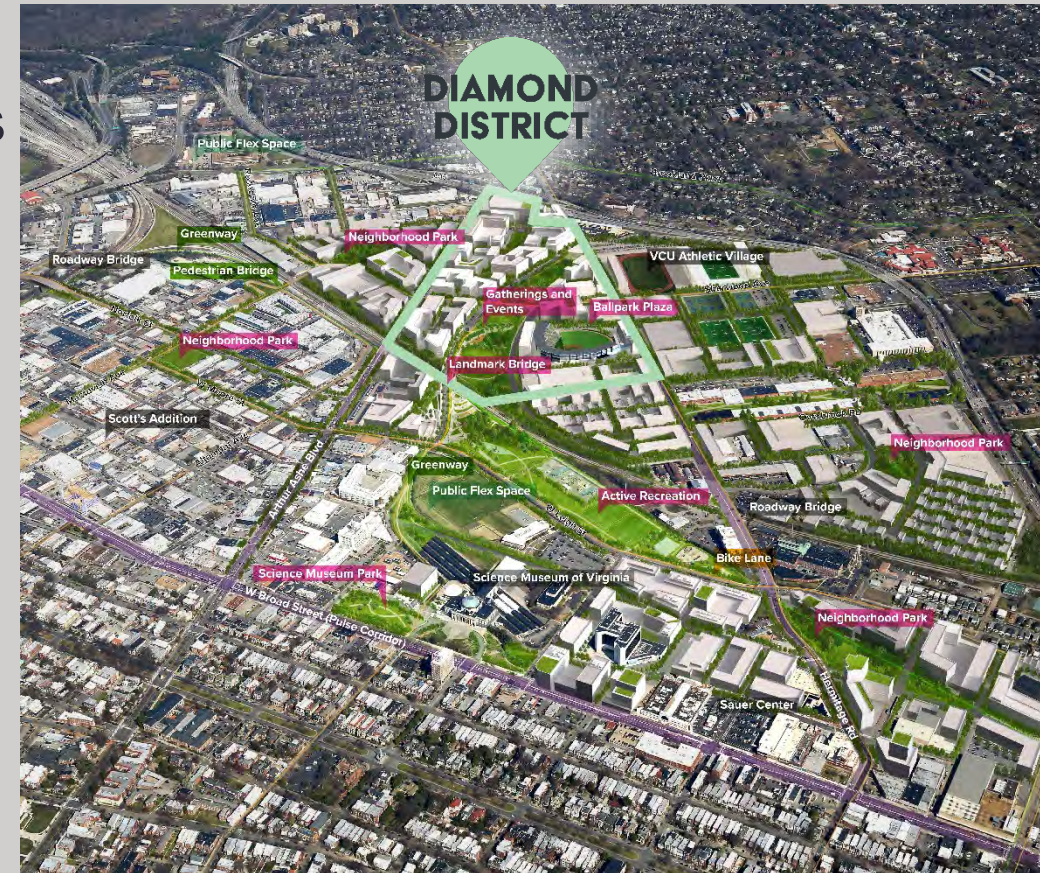 S
DIAMOND
DISTRICT
Public Flex Space
Greenway
Neighborhood Park
Roadway Bridge
VCU Athletic Village
Pedestrian Bridge
Gatherings and
Events
Ballpark Plaza
Neighborhood Park
Landmark Bridge
Scott's Addition
Arthur Ashe Blvd
Neighborhood Park
Greenway
Public Flex Space
Active Recreation
Roadway Bridge
Bike Lane
Science Museum Park
Science Museum of Virginia
W Broad Street (Pulse Corridor)
Neighborhood Park
Hermitage Rd
Sauer Center